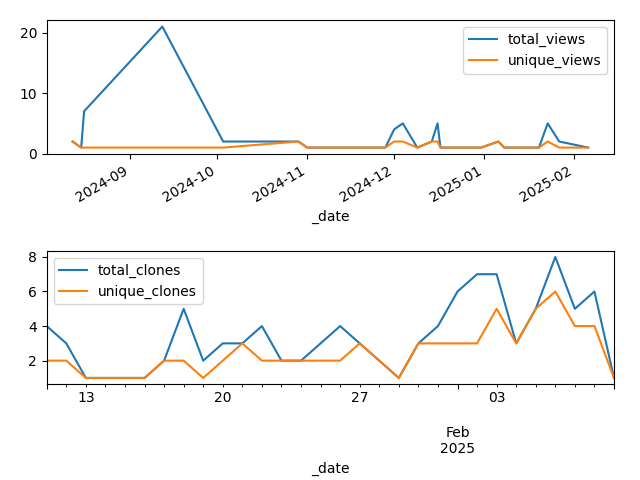 20
10
0
total_views
unique_views
2024-09
2024-10
2024-11
2024-12
2025-01
2025-02
_date
8
6
4
2
total_clones
unique_clones
13
20
27
03
Feb
2025
_date